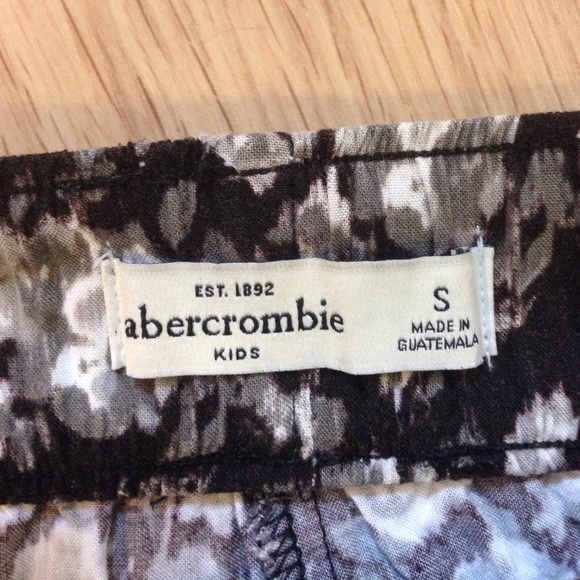 EST. 1892
abercrombie
KIDS
S
MADE IN
GUATEMALA